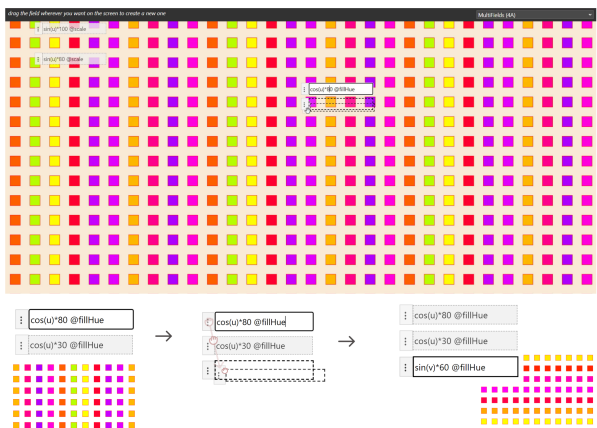 drag the field wherever you want on the screen to create a new one
MultiFields (4A)
sin(u)*100 @scale
sin(u)*80 @scale
cos(u)*80 @fillHue
cos(u)*80 @fillHue
cos(u)*30 @fillHue
cos(u)*80 @fillHue
cos(u)*30 @fillHue
cos(u)*80 @fillHue
cos(u)*30 @fillHue
sin(v)*60 @fillHue